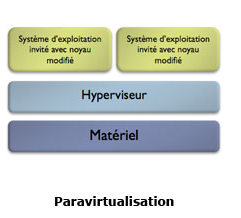 Système d'exploitation
invité avec noyau
modifié
Système d'exploitation
invité avec noyau
modifié
Hyperviseur
Matériel
Paravirtualisation